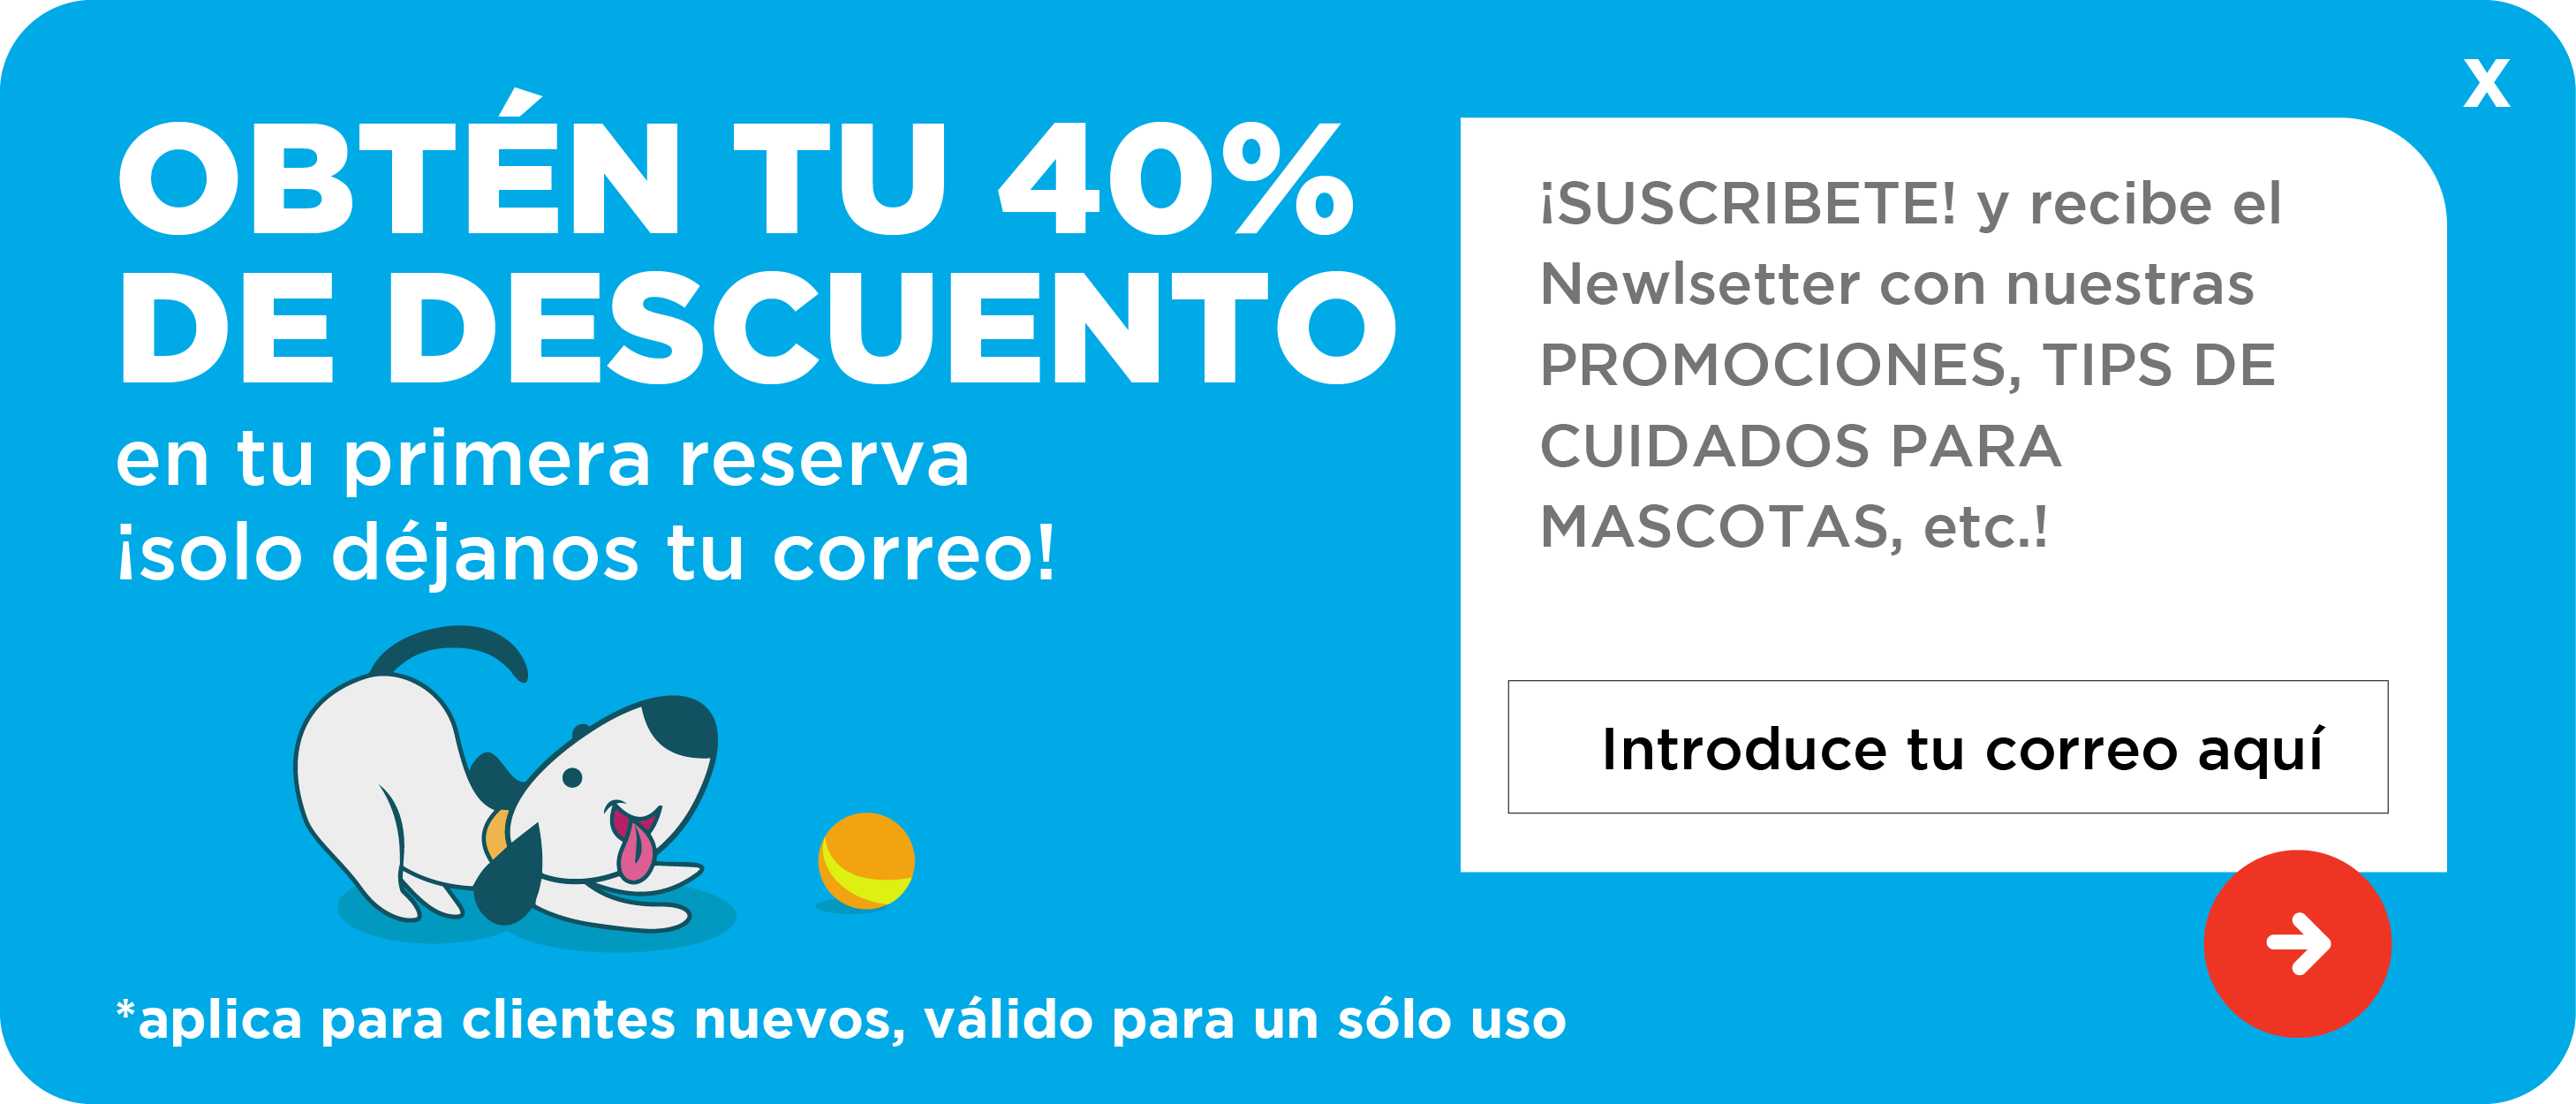 OBTÉN TU 40%
DE DESCUENTO
en tu primera reserva
¡solo déjanos tu correo!
*aplica para clientes nuevos, válido para un sólo uso
X
¡SUSCRIBETE! y recibe el
Newlsetter con nuestras
PROMOCIONES, TIPS DE
CUIDADOS PARA
MASCOTAS, etc.!
Introduce tu correo aquí